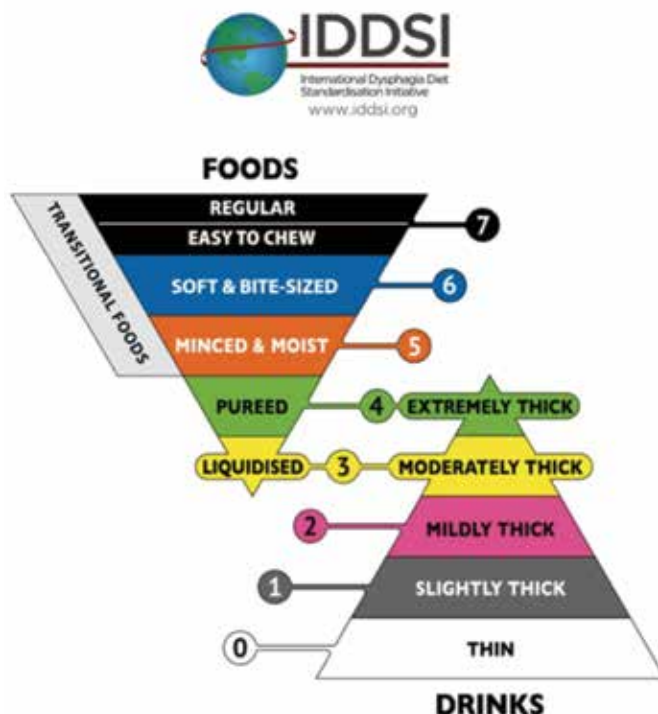 IDDSI
International Dysphagia Diet
Standardisation Initiative
www.iddsi.org
FOODS
TRANSITIONAL FOODS
REGULAR
EASY TO CHEW
7
SOFT & BITE-SIZED
6
MINCED & MOIST
5
PUREED
4
EXTREMELY THICK
LIQUIDISED
3
MODERATELY THICK
2
MILDLY THICK
1
SLIGHTLY THICK
0
THIN
DRINKS